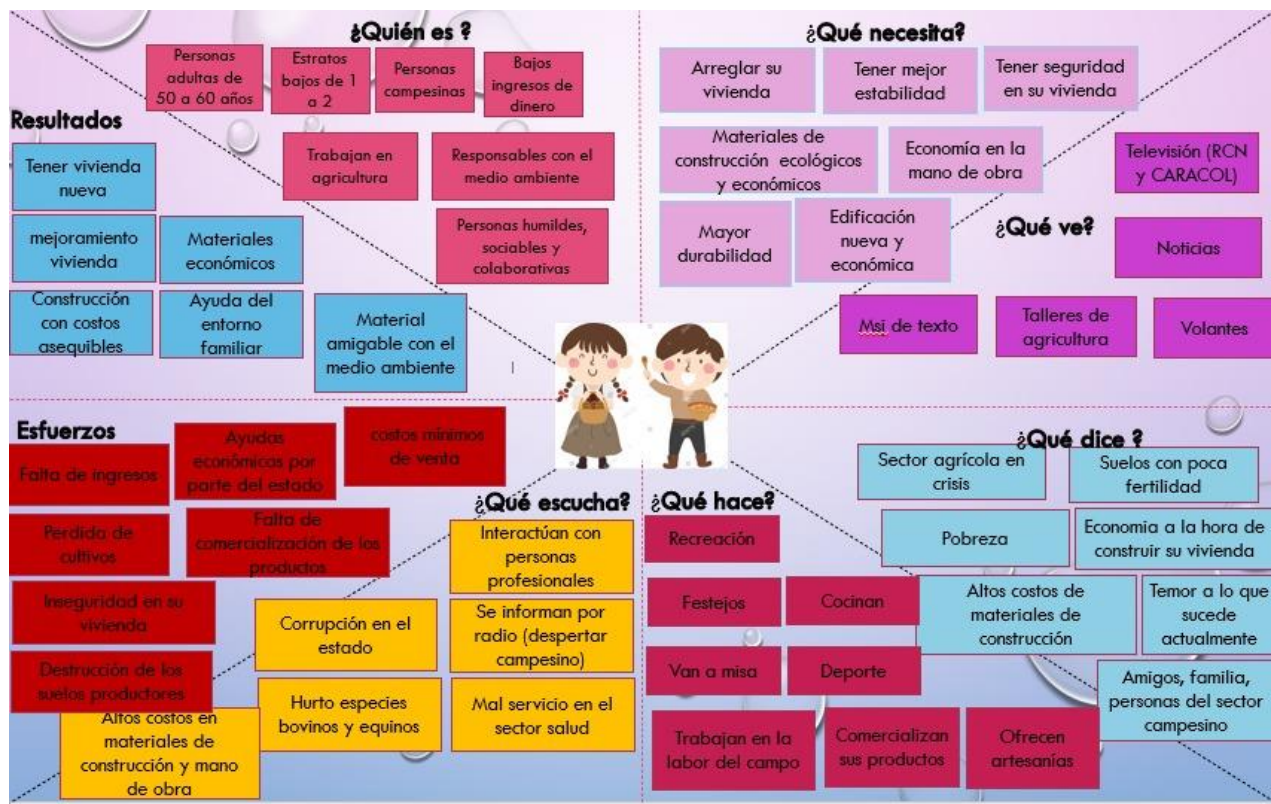 ¿Quién es ?
Personas
adultas de
50 a 60 años
Estratos
bajos de 1
a 2
Personas
campesinas
Bajos
ingresos de
dinero
Trabajan en
agricultura
Responsables con el
medio ambiente
Personas humildes,
sociables y
colaborativas
¿Qué necesita?
Arreglar su
vivienda
Tener mejor
estabilidad
Tener seguridad
en su vivienda
Materiales de
construcción ecológicos
y económicos
Economía en la
mano de obra
Mayor
durabilidad
Edificación
nueva y
económica
Resultados
Tener vivienda
nueva
mejoramiento
vivienda
Materiales
económicos
Construcción
con costos
asequibles
Ayuda del
entorno
familiar
Material
amigable con el
medio ambiente
¿Qué ve?
Televisión (RCN
y CARACOL)
Noticias
Msj de texto
Talleres de
agricultura
Volantes
Esfuerzos
Falta de ingresos
Ayudas
económicas por
parte del estado
costos mínimos
de venta
Perdida de
cultivos
Falta de
comercialización de los
productos
Inseguridad en su
vivienda
Destrucción de los
suelos productores
¿Qué escucha?
Interactúan con
personas
profesionales
Corrupción en el
estado
Se informan por
radio (despertar
campesino)
Hurto especies
bovinos y equinos
Mal servicio en el
sector salud
Altos costos en
materiales de
construcción y mano
de obra
¿Qué hace?
Recreación
Festejos
Cocinan
Van a misa
Deporte
Trabajan en la
labor del campo
Comercializan
sus productos
Ofrecen
artesanías
¿Qué dice ?
Sector agrícola en
crisis
Suelos con poca
fertilidad
Pobreza
Economia a la hora de
construir su vivienda
Altos costos de
materiales de
construcción
Temor a lo que
sucede
actualmente
Amigos, familia,
personas del sector
campesino